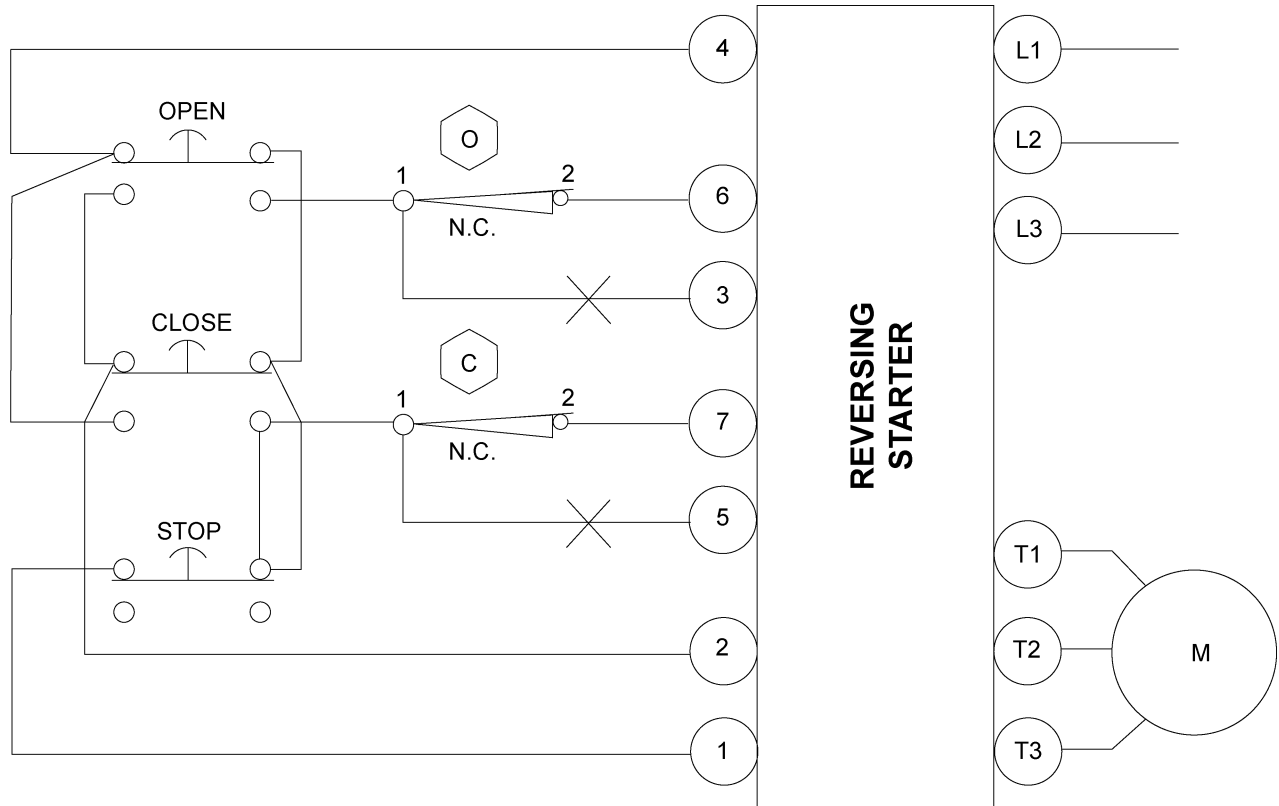 4
L1
OPEN
O
L2
1
2
6
N.C.
L3
3
CLOSE
C
REVERSING
STARTER
1
2
7
N.C.
5
STOP
T1
2
T2
M
1
T3